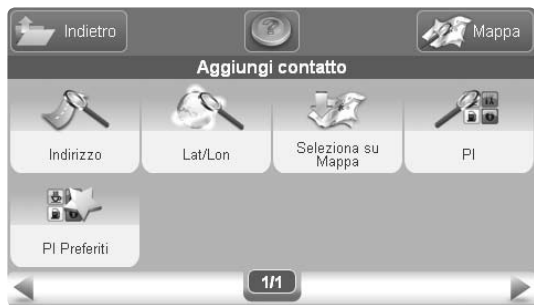 Indietro
?
Mappa
Aggiungi contatto
Indirizzo
Lat/Lon
Seleziona su
Mappa
PI
PI Preferiti
1/1